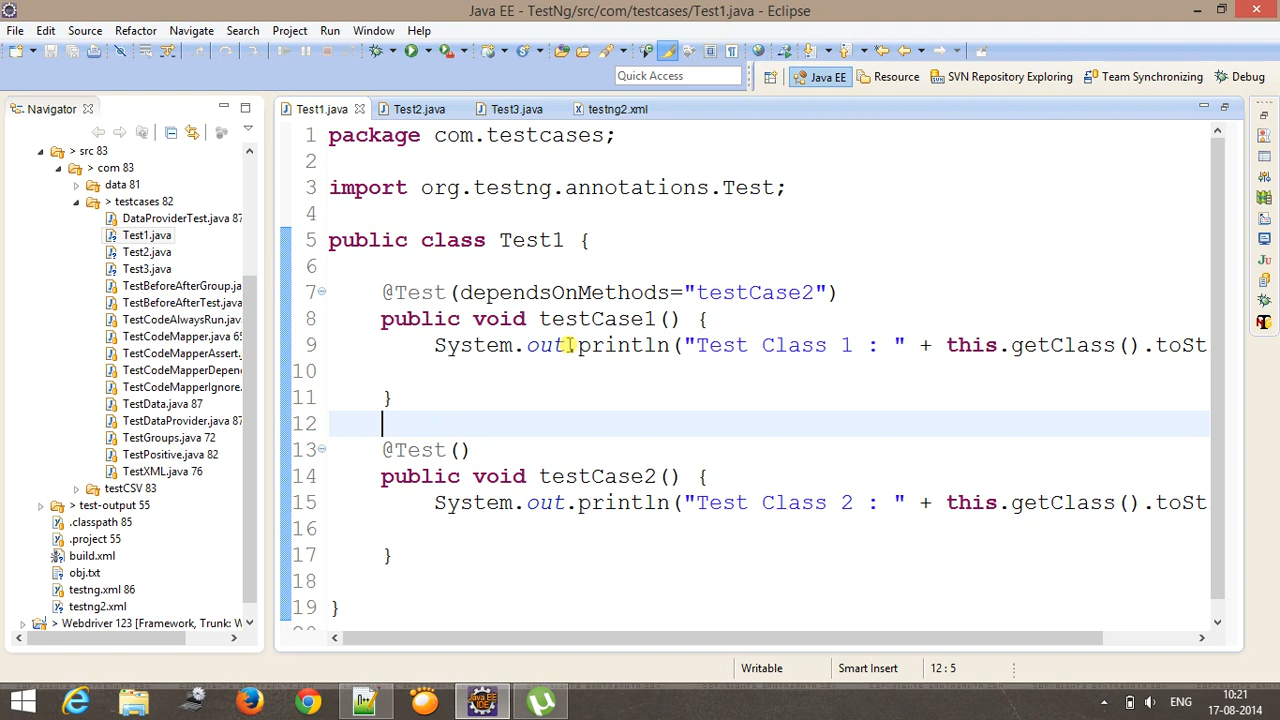 Java EE - TestNg/src/com/testcases/Test1.java - Eclipse
File Edit Source Refactor Navigate Search Project Run Window Help
Quick Access
Java EE Resource SVN Repository Exploring Team Synchronizing Debug
Navigator
> src 83
> com 83
data 81
> testcases 82
DataProviderTest.java 87
Test1.java
Test2.java
Test3.java
TestBeforeAfterGroup.java
TestBeforeAfterTest.java
TestCodeAlwaysRun.java
TestCodeMapper.java 65
TestCodeMapperAssert.
TestCodeMapperDepend
TestCodeMapperIgnore.
TestData.java 87
TestDataProvider.java 87
TestGroups.java 72
TestPositive.java 82
TestXML.java 76
testCSV 83
> test-output 55
.classpath 85
.project 55
build.xml
obj.txt
testng.xml 86
testng2.xml
> Webdriver 123 [Framework, Trunk: W
Test1.java Test2.java Test3.java testng2.xml
1 package com.testcases;
2
3 import org.testng.annotations.Test;
4
5 public class Test1 {
6
7 @Test(dependsOnMethods="testCase2")
8 public void testCase1() {
9 System.out.println("Test Class 1 : " + this.getClass().toSt
10
11 }
12
13 @Test()
14 public void testCase2() {
15 System.out.println("Test Class 2 : " + this.getClass().toSt
16
17 }
18
19 }
Writable Smart Insert 12 : 5
ENG
10:21
17-08-2014